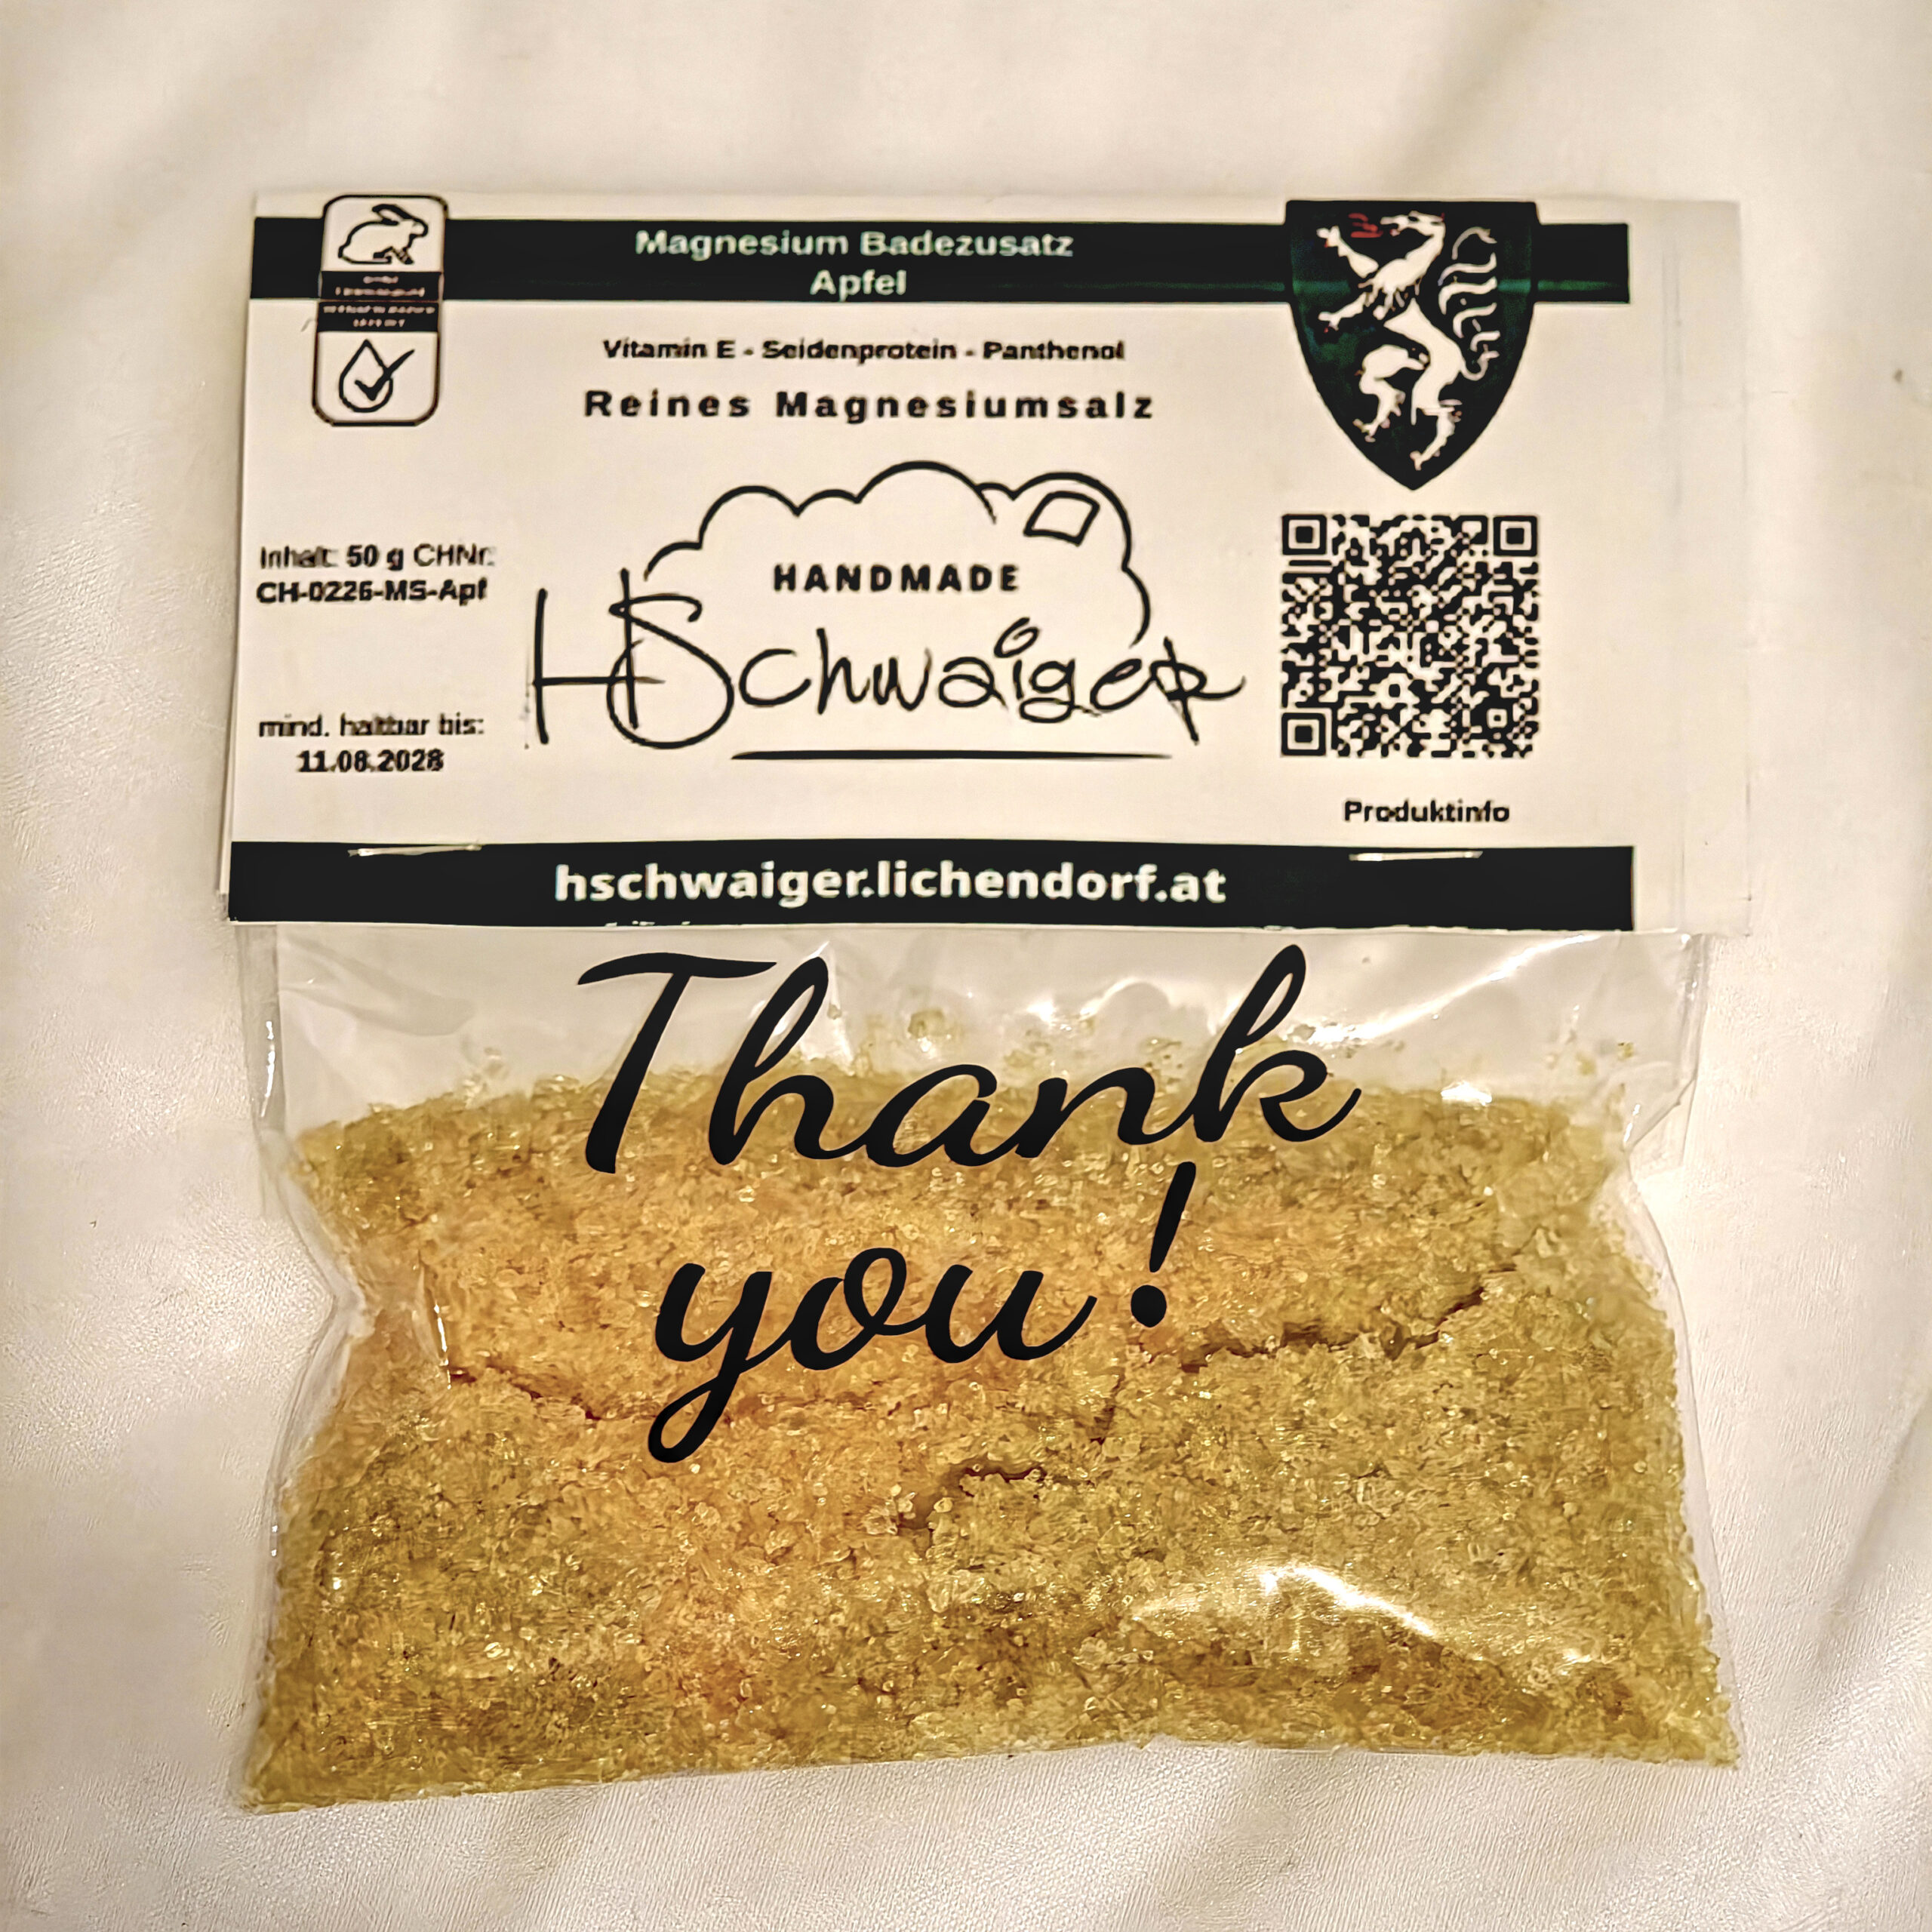 Magnesium Badezusatz
Apfel
Vitamin E - Seidenprotein - Panthenol
Reines Magnesiumsalz
Inhalt: 50 g CHNr.
CH-0226-MS-Apf
mind. haltbar bis:
11.08.2028
HANDMADE
HSchwaiger
Produktinfo
hschwaiger.lichendorf.at
Thank
you!